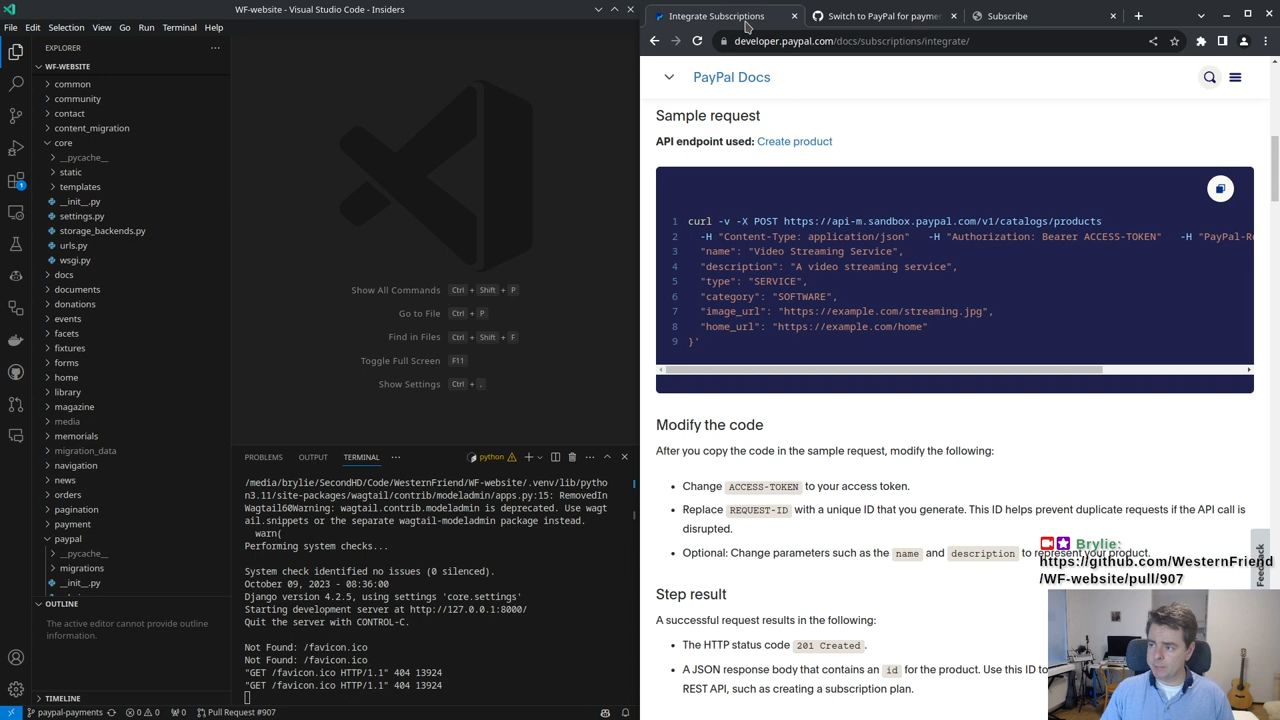 WF-website - Visual Studio Code - Insiders
File Edit Selection View Go Run Terminal Help
EXPLORER
WF-WEBSITE
common
community
contact
content_migration
core
__pycache__
static
templates
__init__.py
settings.py
storage_backends.py
urls.py
wsgi.py
docs
documents
donations
events
facets
fixtures
forms
home
library
magazine
media
memorials
migration_data
navigation
news
orders
pagination
payment
paypal
__pycache__
migrations
__init__.py
OUTLINE
The active editor cannot provide outline
information.
TIMELINE
paypal-payments 0 0 0 Pull Request #907
1
Show All Commands Ctrl + Shift + P
Go to File Ctrl + P
Find in Files Ctrl + Shift + F
Toggle Full Screen F11
Show Settings Ctrl + ,
PROBLEMS OUTPUT TERMINAL python
/media/brylie/SecondHD/Code/WesternFriend/WF-website/.venv/lib/pytho
n3.11/site-packages/wagtail/contrib/modeladmin/apps.py:15: RemovedIn
Wagtail60Warning: wagtail.contrib.modeladmin is deprecated. Use wagt
ail.snippets or the separate wagtail-modeladmin package instead.
warn(
Performing system checks...
System check identified no issues (0 silenced).
October 09, 2023 - 08:36:00
Django version 4.2.5, using settings 'core.settings'
Starting development server at http://127.0.0.1:8000/
Quit the server with CONTROL-C.
Not Found: /favicon.ico
Not Found: /favicon.ico
"GET /favicon.ico HTTP/1.1" 404 13924
"GET /favicon.ico HTTP/1.1" 404 13924
Integrate Subscriptions
Switch to PayPal for payme
Subscribe
developer.paypal.com/docs/subscriptions/integrate/
PayPal Docs
Sample request
API endpoint used: Create product
1 curl -v -X POST https://api-m.sandbox.paypal.com/v1/catalogs/products
2 -H "Content-Type: application/json" -H "Authorization: Bearer ACCESS-TOKEN" -H "PayPal-Re
3 "name": "Video Streaming Service",
4 "description": "A video streaming service",
5 "type": "SERVICE",
6 "category": "SOFTWARE",
7 "image_url": "https://example.com/streaming.jpg",
8 "home_url": "https://example.com/home"
9 }'
Modify the code
After you copy the code in the sample request, modify the following:
• Change ACCESS-TOKEN to your access token.
• Replace REQUEST-ID with a unique ID that you generate. This ID helps prevent duplicate requests if the API call is
disrupted.
• Optional: Change parameters such as the name and description to represent your product.
Step result
A successful request results in the following:
• The HTTP status code 201 Created.
• A JSON response body that contains an id for the product. Use this ID to
REST API, such as creating a subscription plan.
Feedback
Brylie:
https://github.com/WesternFriend
/WF-website/pull/907